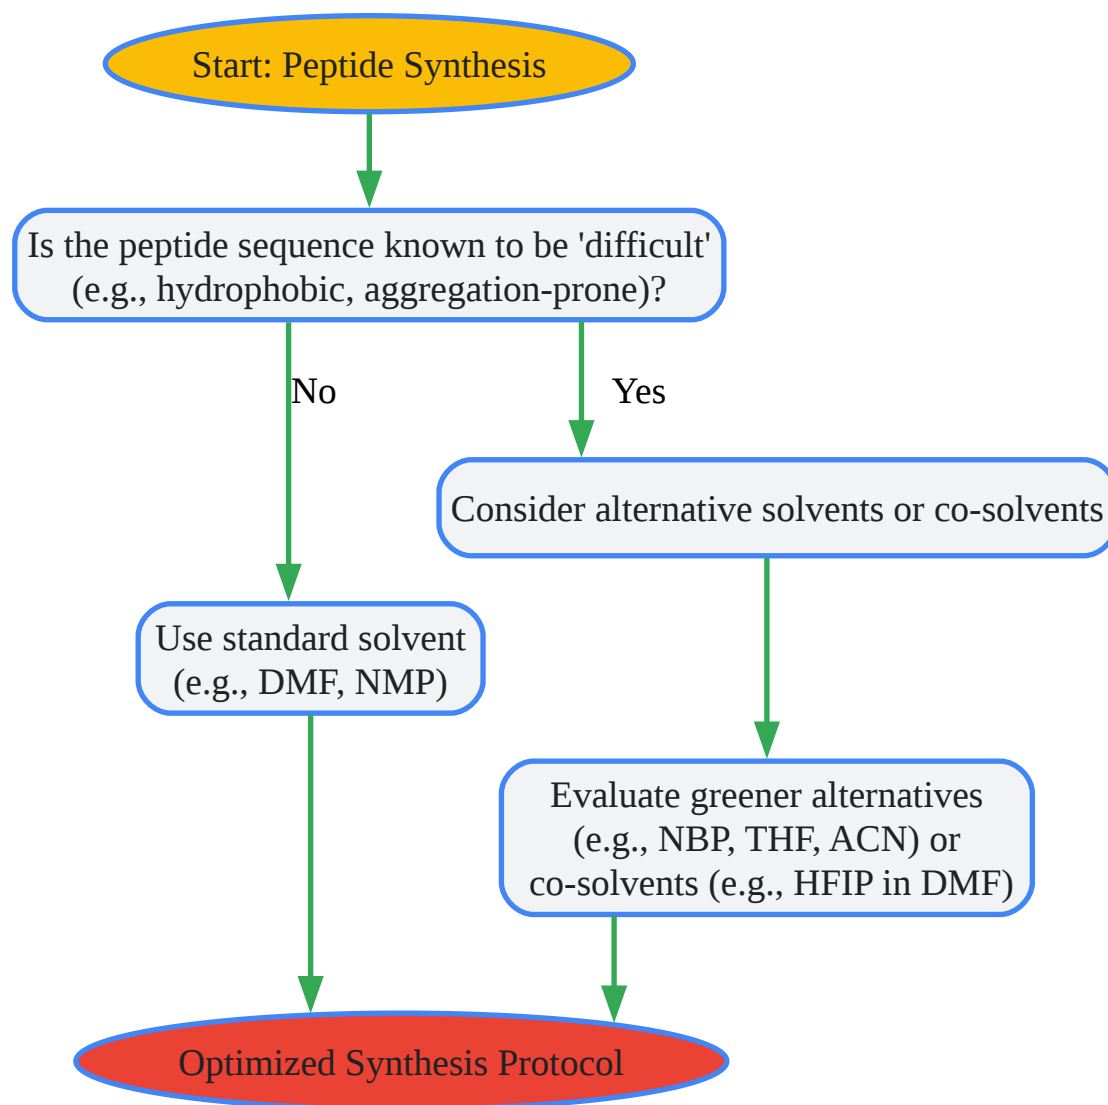 Start: Peptide Synthesis
Is the peptide sequence known to be 'difficult'
(e.g., hydrophobic, aggregation-prone)?
No
Yes
Consider alternative solvents or co-solvents
Use standard solvent
(e.g., DMF, NMP)
Evaluate greener alternatives
(e.g., NBP, THF, ACN) or
co-solvents (e.g., HFIP in DMF)
Optimized Synthesis Protocol